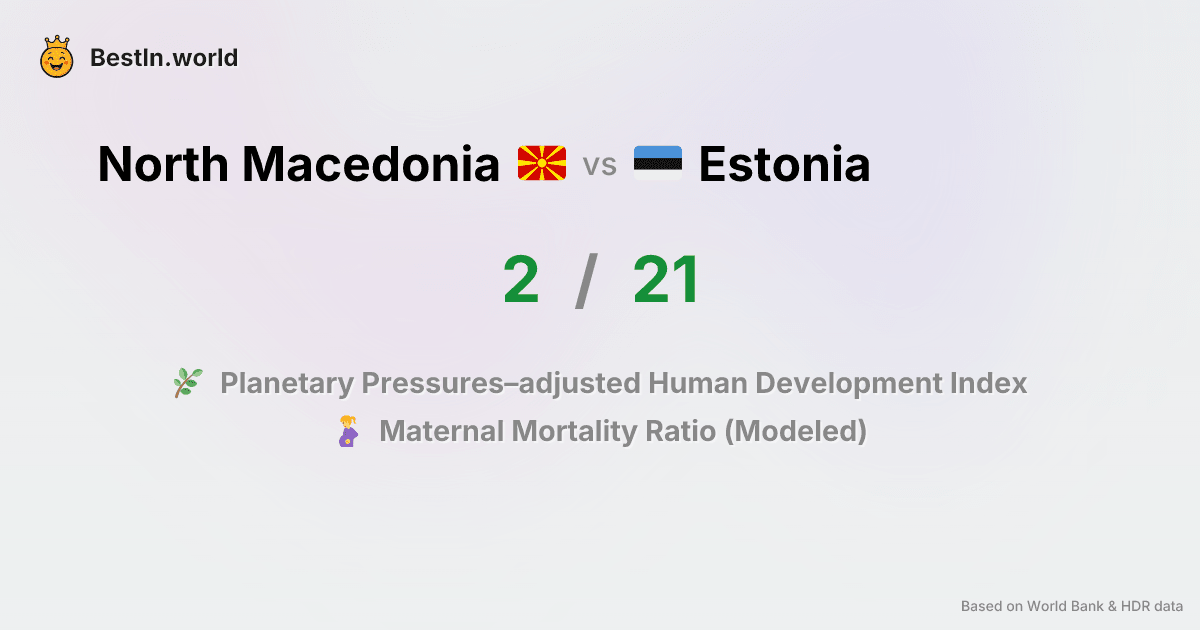 BestIn.world
North Macedonia vs Estonia
2 / 21
Planetary Pressures–adjusted Human Development Index
Maternal Mortality Ratio (Modeled)
Based on World Bank & HDR data